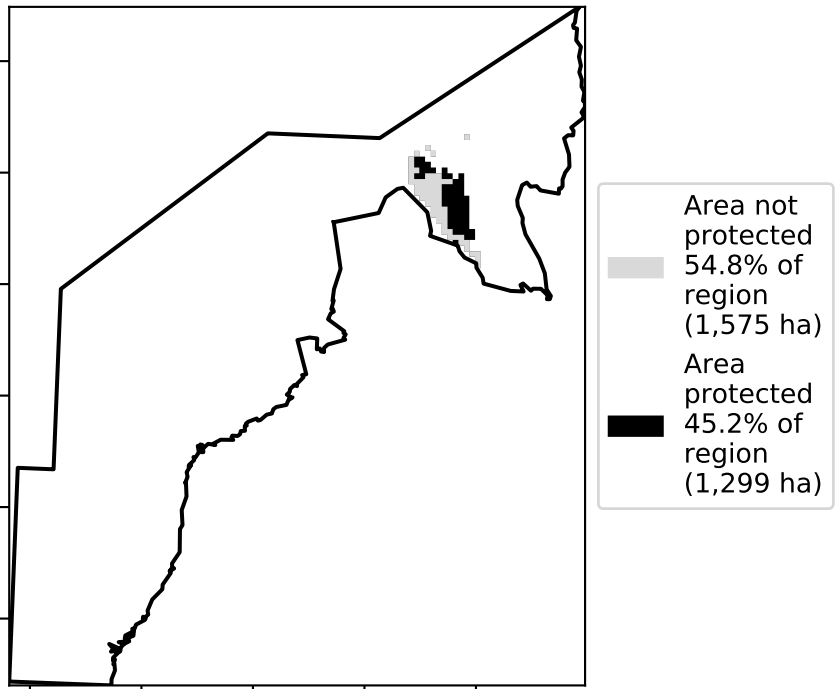 Area not
protected
54.8% of
region
(1,575 ha)
Area
protected
45.2% of
region
(1,299 ha)